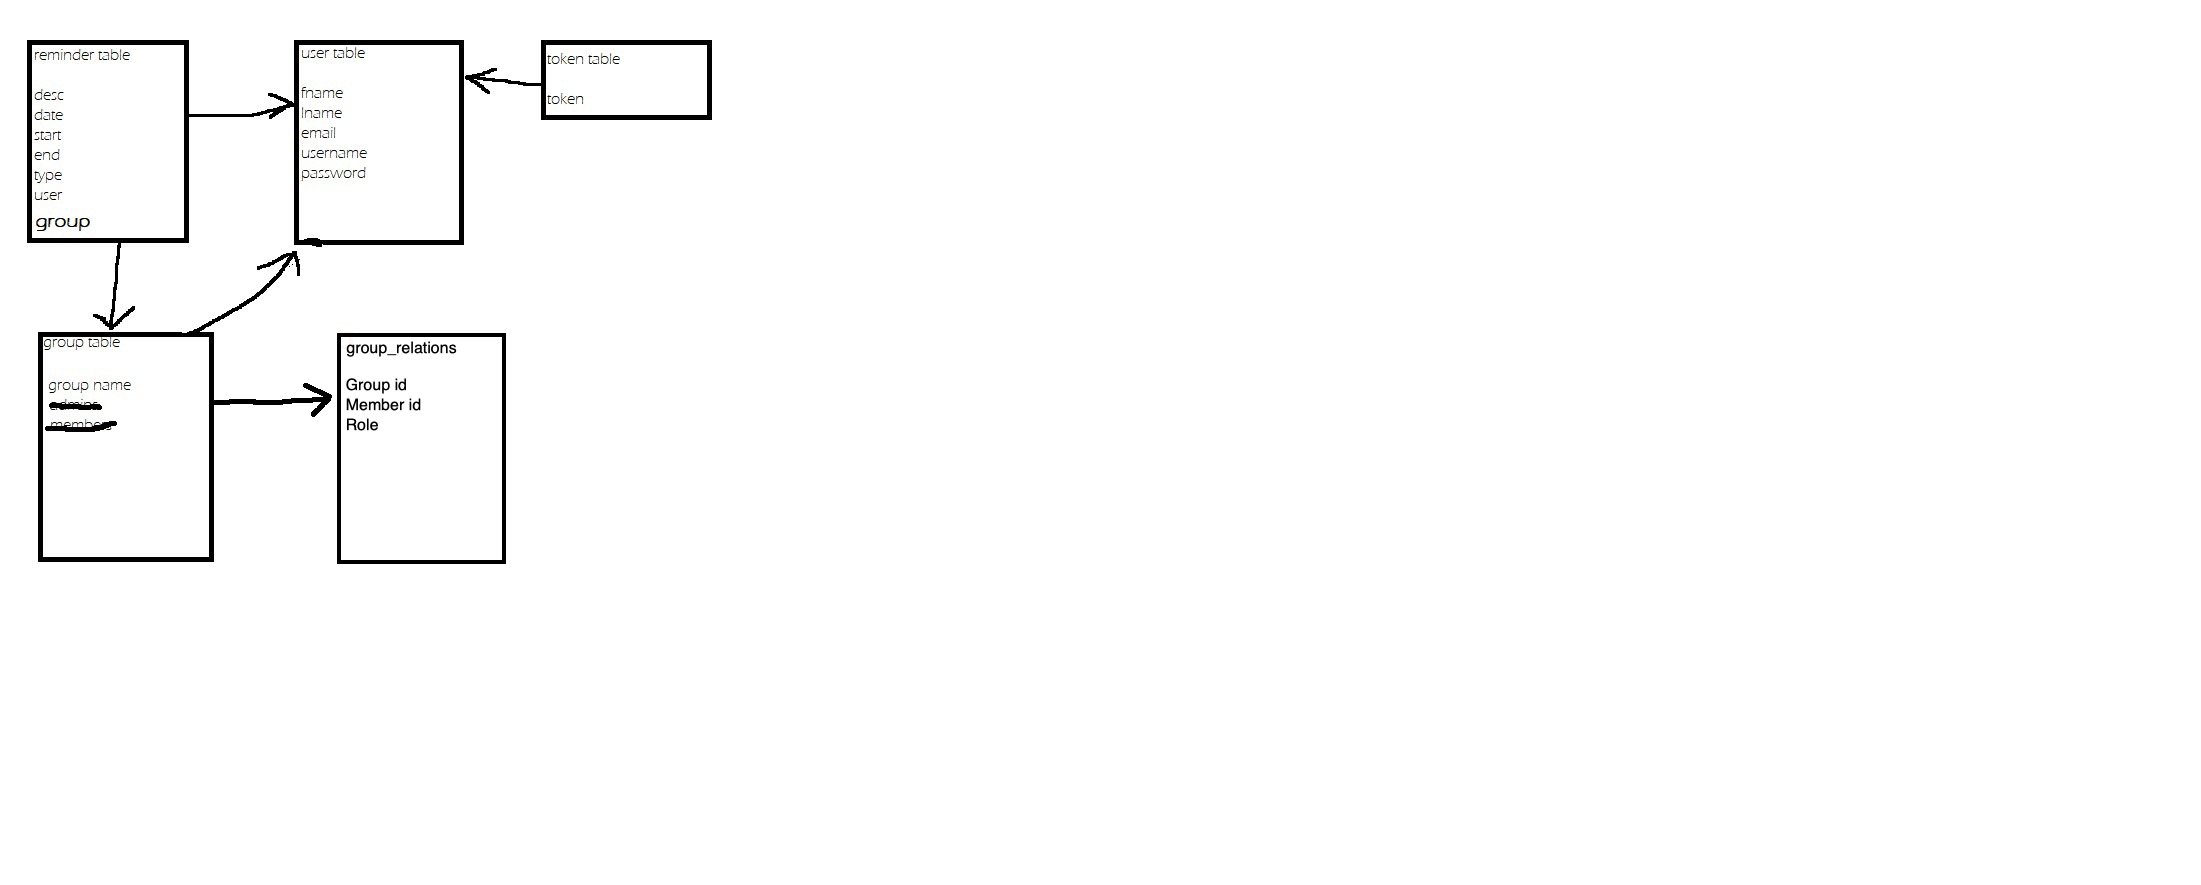 reminder table
desc
date
start
end
type
user
group
user table
fname
lname
email
username
password
token table
token
group table
group name
admins
members
group_relations
Group id
Member id
Role